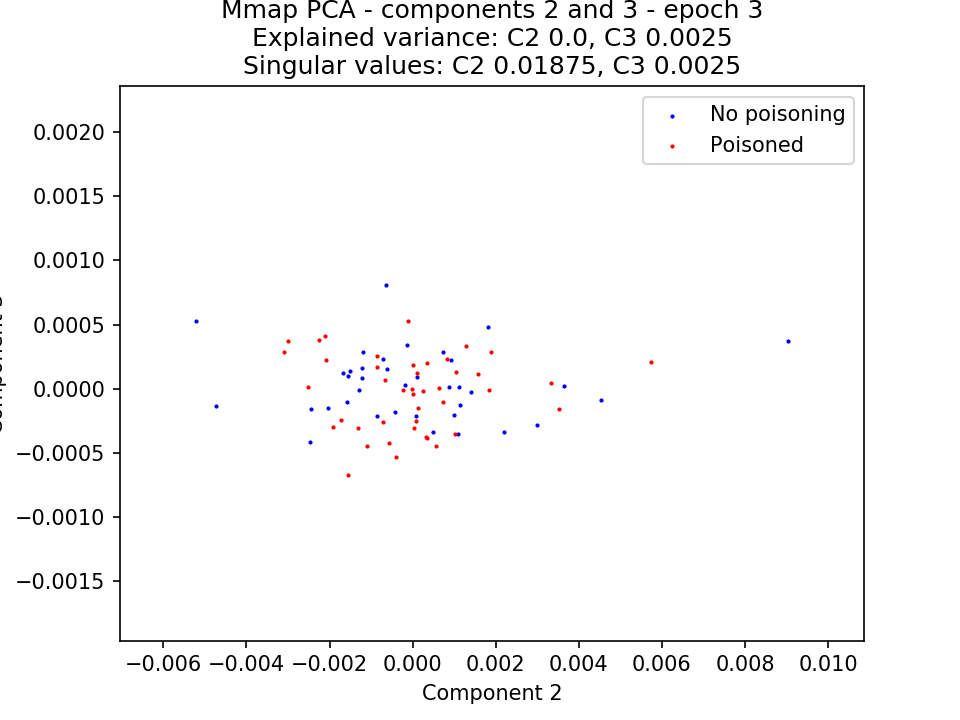 Mmap PCA - components 2 and 3 - epoch 3
Explained variance: C2 0.0, C3 0.0025
Singular values: C2 0.01875, C3 0.0025
No poisoning
Poisoned
0.0020
0.0015
0.0010
0.0005
0.0000
−0.0005
−0.0010
−0.0015
−0.006 −0.004 −0.002 0.000 0.002 0.004 0.006 0.008 0.010
Component 2